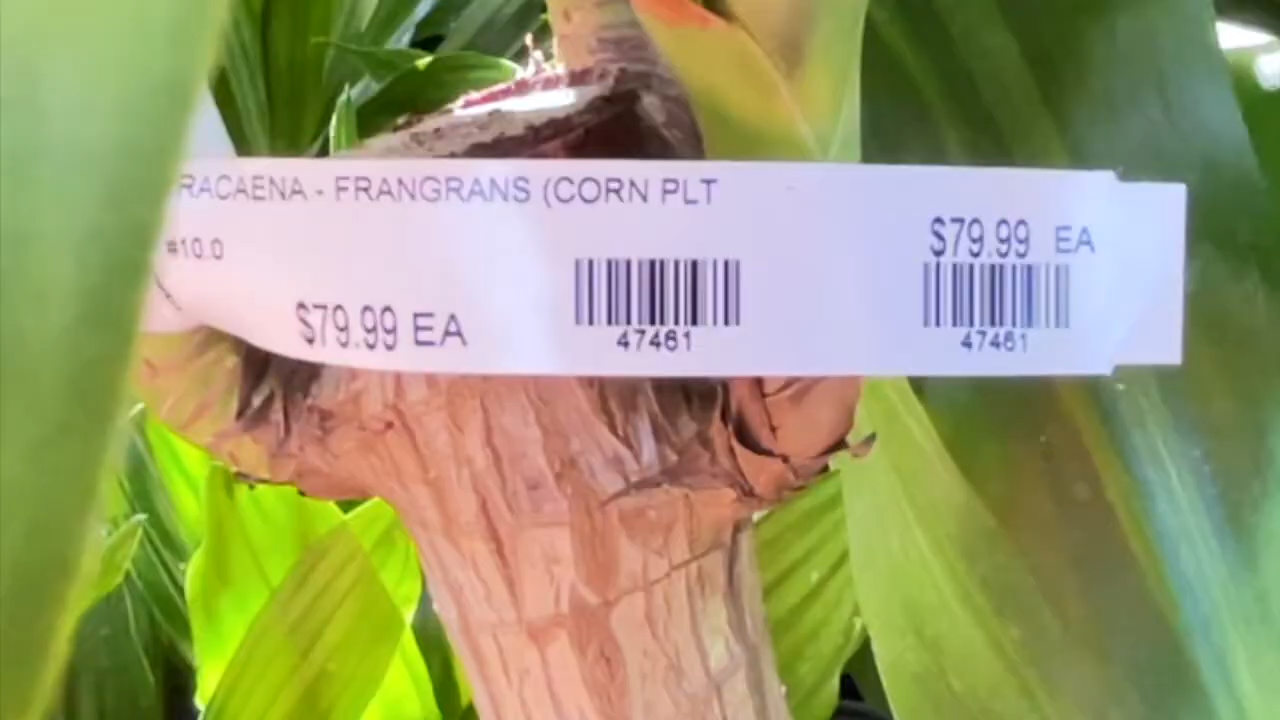 RACAENA - FRANGRANS (CORN PLT
#10.0
$79.99 EA
47461
$79.99 EA
47461